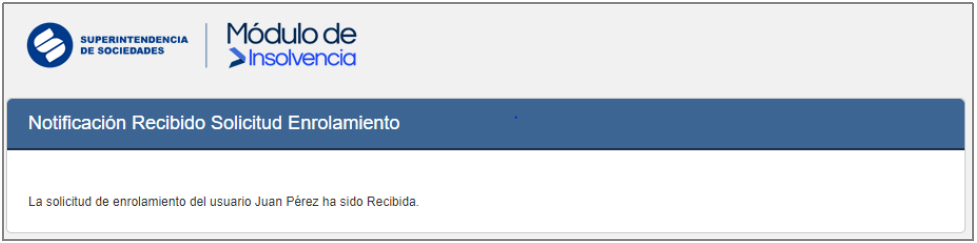 SUPERINTENDENCIA
DE SOCIEDADES
Módulo de
Insolvencia
Notificación Recibido Solicitud Enrolamiento
La solicitud de enrolamiento del usuario Juan Pérez ha sido Recibida.